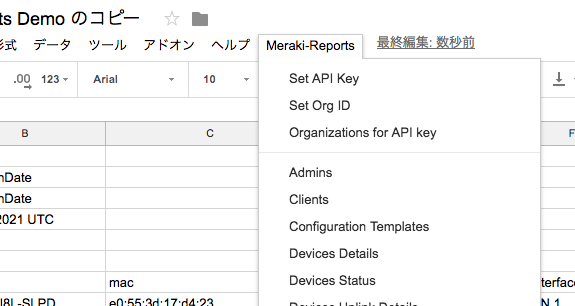 ts Demo のコピー
形式 データ ツール アドオン ヘルプ Meraki-Reports 最終編集: 数秒前
.00 123 Arial 10
Set API Key
Set Org ID
Organizations for API key
B C F
Admins
nDate
Clients
nDate
2021 UTC
Configuration Templates
Devices Details
mac Devices Status terface
e0:55:3d:17:d4:23 N 1